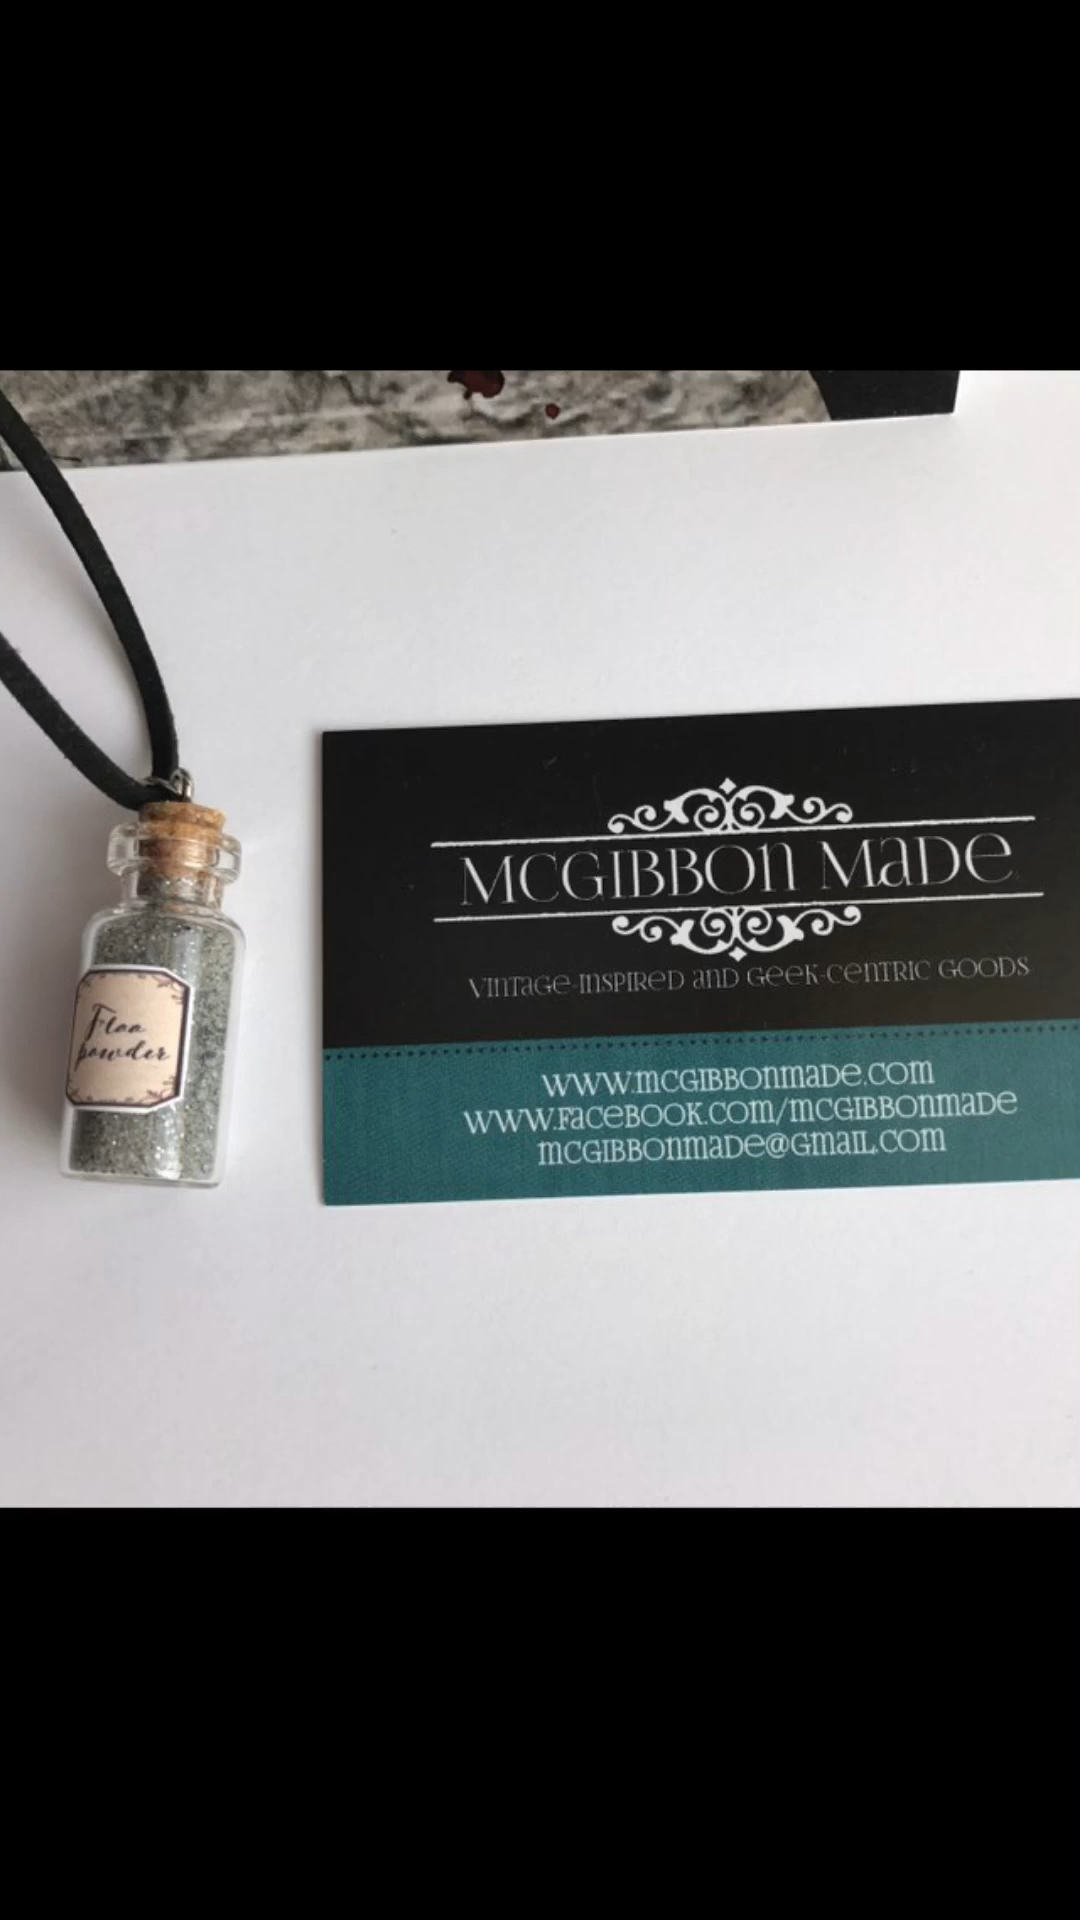 Floo
powder
MCGIBBON MADE
VINTAGE-INSPIRED AND GEEK-CENTRIC GOODS
WWW.MCGIBBONMADE.COM
WWW.FACEBOOK.COM/MCGIBBONMADE
MCGIBBONMADE@GMAIL.COM